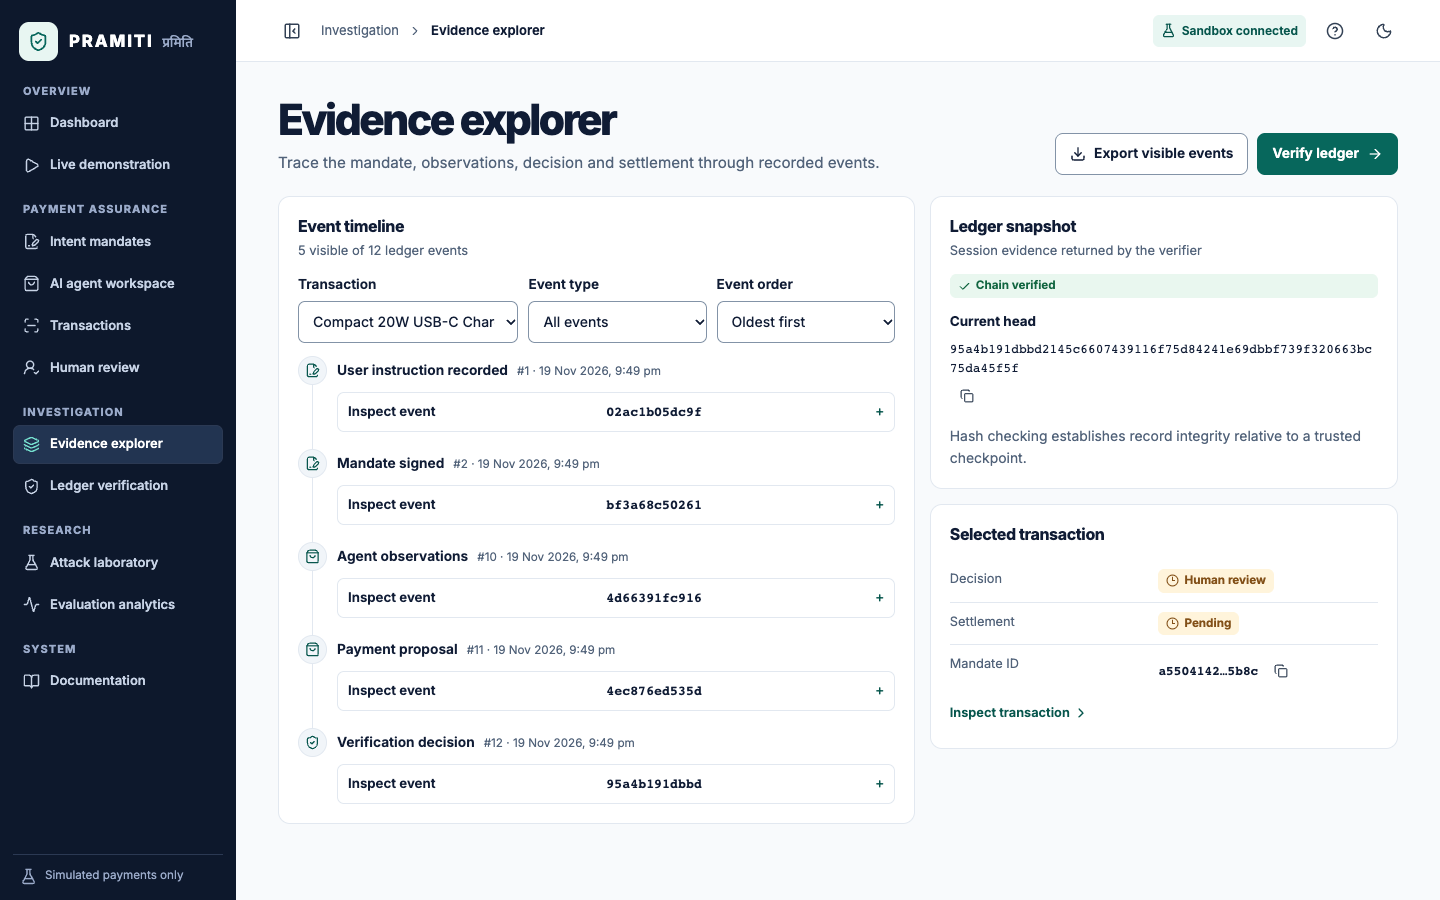 PRAMITI प्रमिति
OVERVIEW
Dashboard
Live demonstration
PAYMENT ASSURANCE
Intent mandates
AI agent workspace
Transactions
Human review
INVESTIGATION
Evidence explorer
Ledger verification
RESEARCH
Attack laboratory
Evaluation analytics
SYSTEM
Documentation
Simulated payments only
Investigation > Evidence explorer
Sandbox connected
Evidence explorer
Trace the mandate, observations, decision and settlement through recorded events.
Export visible events
Verify ledger →
Event timeline
5 visible of 12 ledger events
Transaction Event type Event order
Compact 20W USB-C Char All events Oldest first
User instruction recorded #1 · 19 Nov 2026, 9:49 pm
Inspect event 02ac1b05dc9f +
Mandate signed #2 · 19 Nov 2026, 9:49 pm
Inspect event bf3a68c50261 +
Agent observations #10 · 19 Nov 2026, 9:49 pm
Inspect event 4d66391fc916 +
Payment proposal #11 · 19 Nov 2026, 9:49 pm
Inspect event 4ec876ed535d +
Verification decision #12 · 19 Nov 2026, 9:49 pm
Inspect event 95a4b191dbbd +
Ledger snapshot
Session evidence returned by the verifier
Chain verified
Current head
95a4b191dbbd2145c6607439116f75d84241e69dbbf739f320663bc
75da45f5f
Hash checking establishes record integrity relative to a trusted
checkpoint.
Selected transaction
Decision Human review
Settlement Pending
Mandate ID a5504142…5b8c
Inspect transaction >